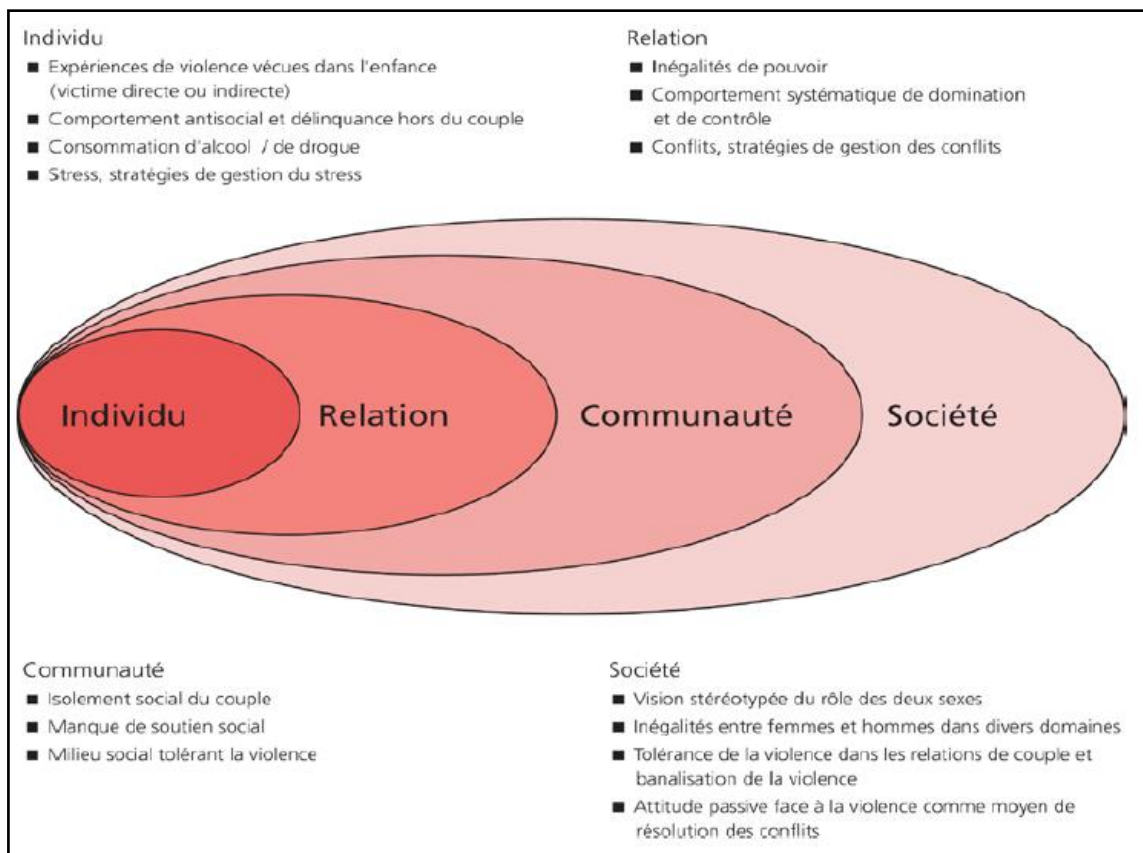 Individu
■ Expériences de violence vécues dans l'enfance
(victime directe ou indirecte)
■ Comportement antisocial et délinquance hors du couple
■ Consommation d'alcool / de drogue
■ Stress, stratégies de gestion du stress
Relation
■ Inégalités de pouvoir
■ Comportement systématique de domination
et de contrôle
■ Conflits, stratégies de gestion des conflits
Individu
Relation
Communauté
Société
Communauté
■ Isolement social du couple
■ Manque de soutien social
■ Milieu social tolérant la violence
Société
■ Vision stéréotypée du rôle des deux sexes
■ Inégalités entre femmes et hommes dans divers domaines
■ Tolérance de la violence dans les relations de couple et
banalisation de la violence
■ Attitude passive face à la violence comme moyen de
résolution des conflits